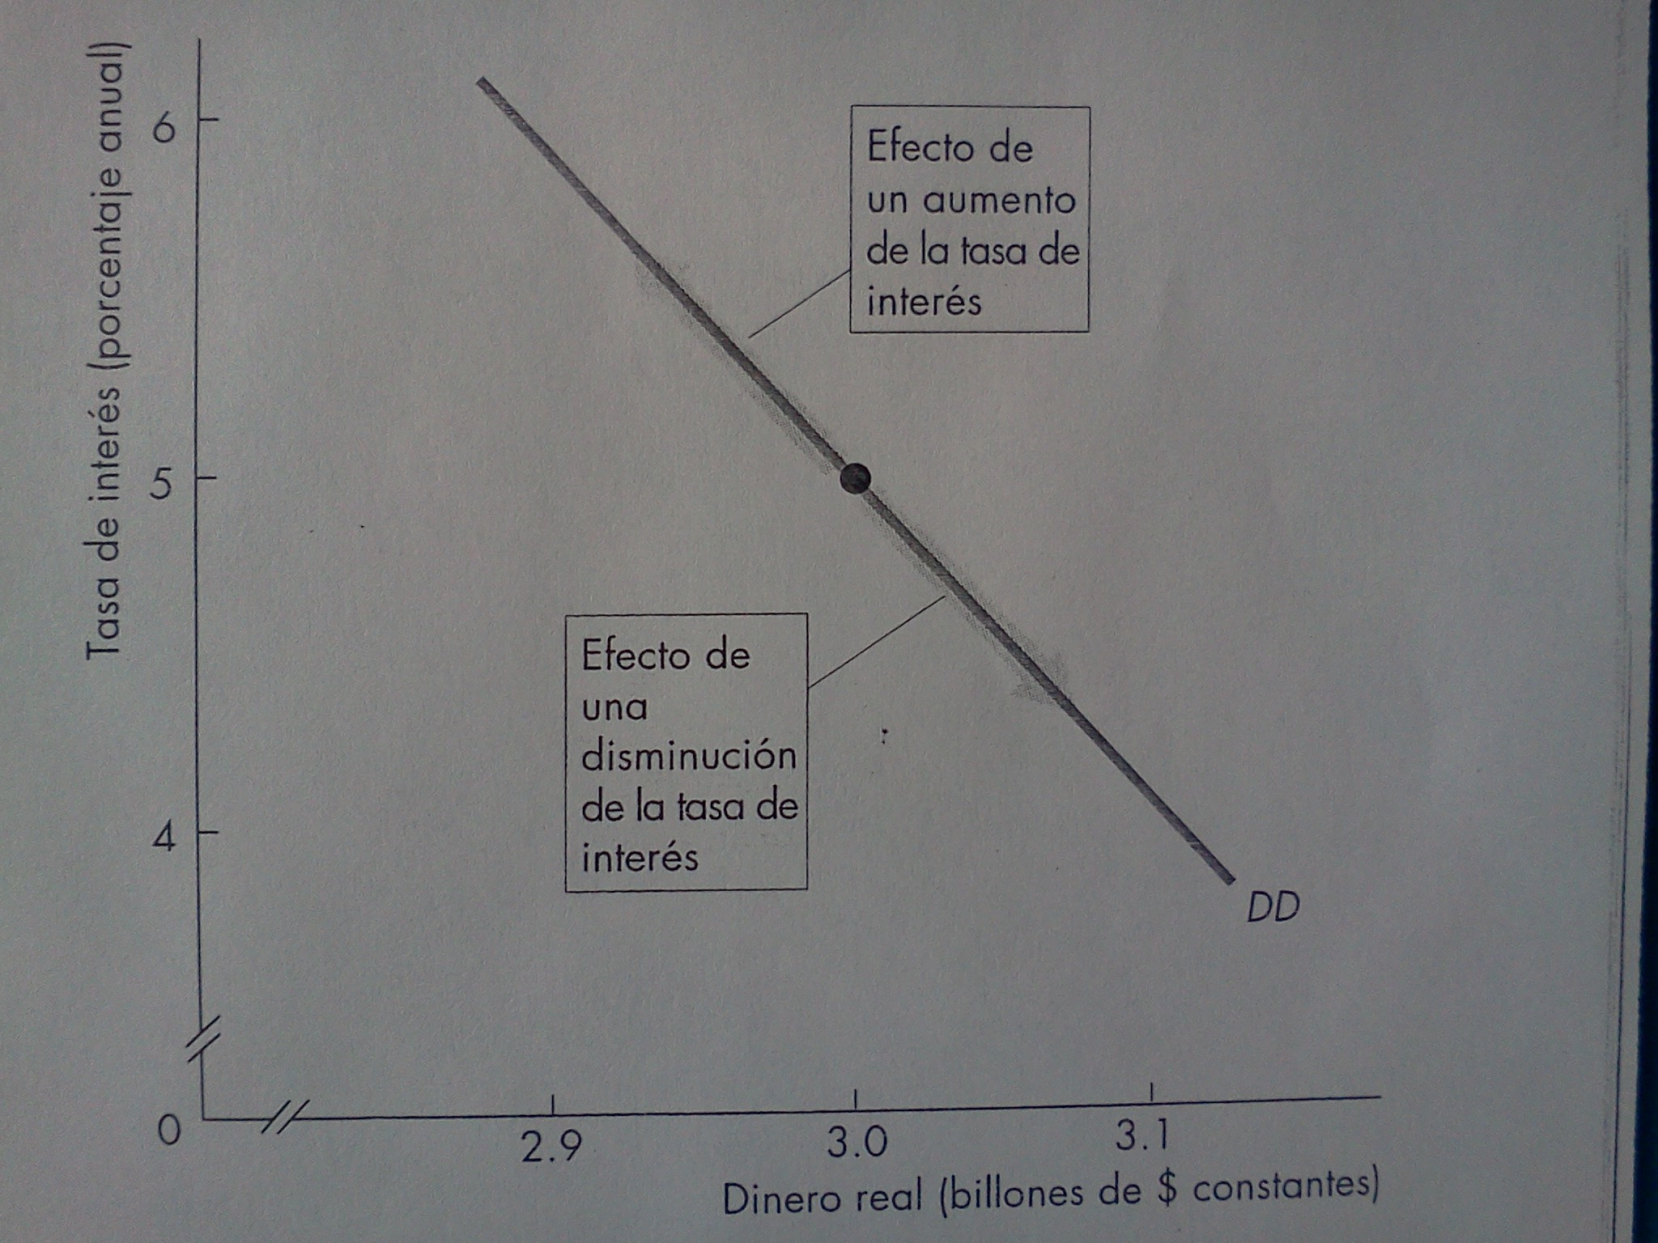 Tasa de interés (porcentaje anual)
6
5
4
0
Efecto de
un aumento
de la tasa de
interés
Efecto de
una
disminución
de la tasa de
interés
DD
2.9
3.0
3.1
Dinero real (billones de $ constantes)